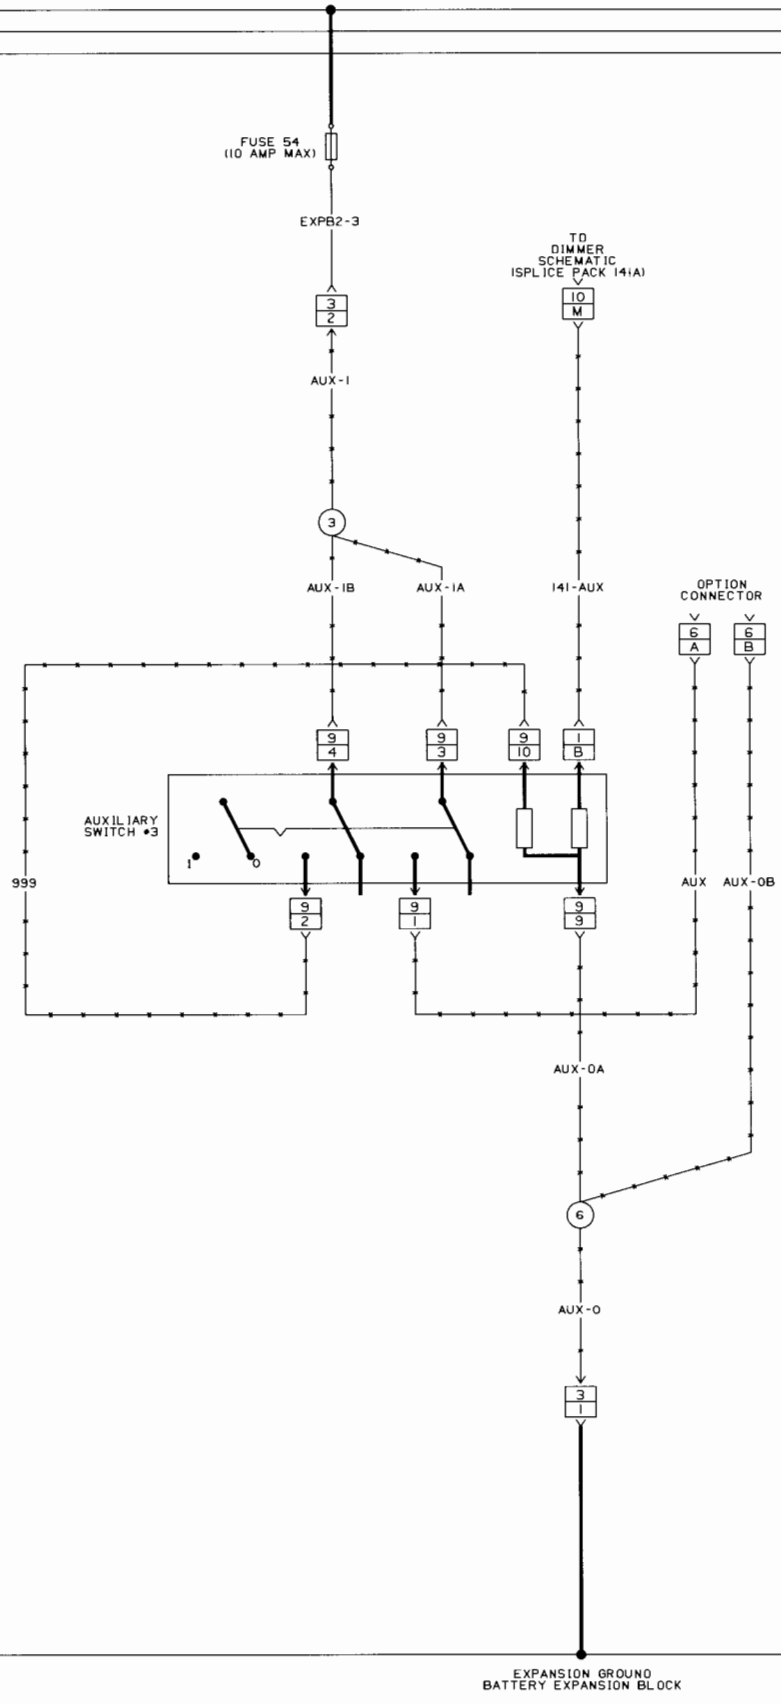 FUSE 54
(10 AMP MAX)
EXPB2-3
TO
DIMMER
SCHEMATIC
(SPLICE PACK 141A)
3
2
10
M
AUX-1
3
AUX-1B
AUX-1A
141-AUX
OPTION
CONNECTOR
6
A
6
B
9
4
9
3
9
10
1
B
AUXILIARY
SWITCH #3
1
0
999
AUX
AUX-0B
9
2
9
1
9
9
AUX-0A
6
AUX-0
3
1
EXPANSION GROUND
BATTERY EXPANSION BLOCK